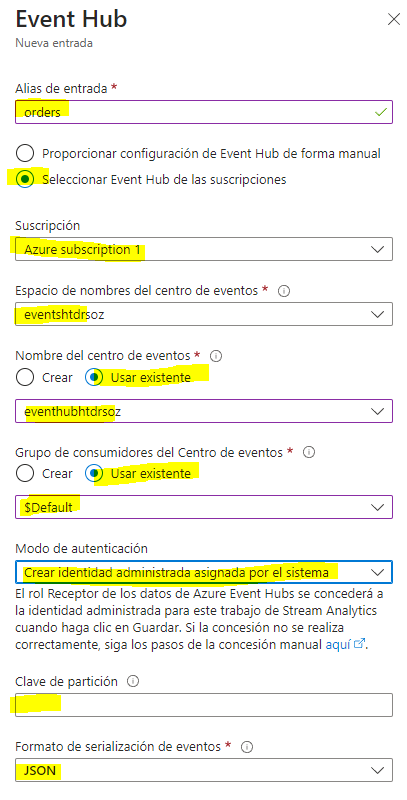 Event Hub
Nueva entrada
Alias de entrada *
orders
Proporcionar configuración de Event Hub de forma manual
Seleccionar Event Hub de las suscripciones
Suscripción
Azure subscription 1
Espacio de nombres del centro de eventos *
eventshtdrsoz
Nombre del centro de eventos *
Crear Usar existente
eventhubhtdrsoz
Grupo de consumidores del Centro de eventos *
Crear Usar existente
$Default
Modo de autenticación
Crear identidad administrada asignada por el sistema
El rol Receptor de los datos de Azure Event Hubs se concederá a
la identidad administrada para este trabajo de Stream Analytics
cuando haga clic en Guardar. Si la concesión no se realiza
correctamente, siga los pasos de la concesión manual aquí.
Clave de partición
Formato de serialización de eventos *
JSON